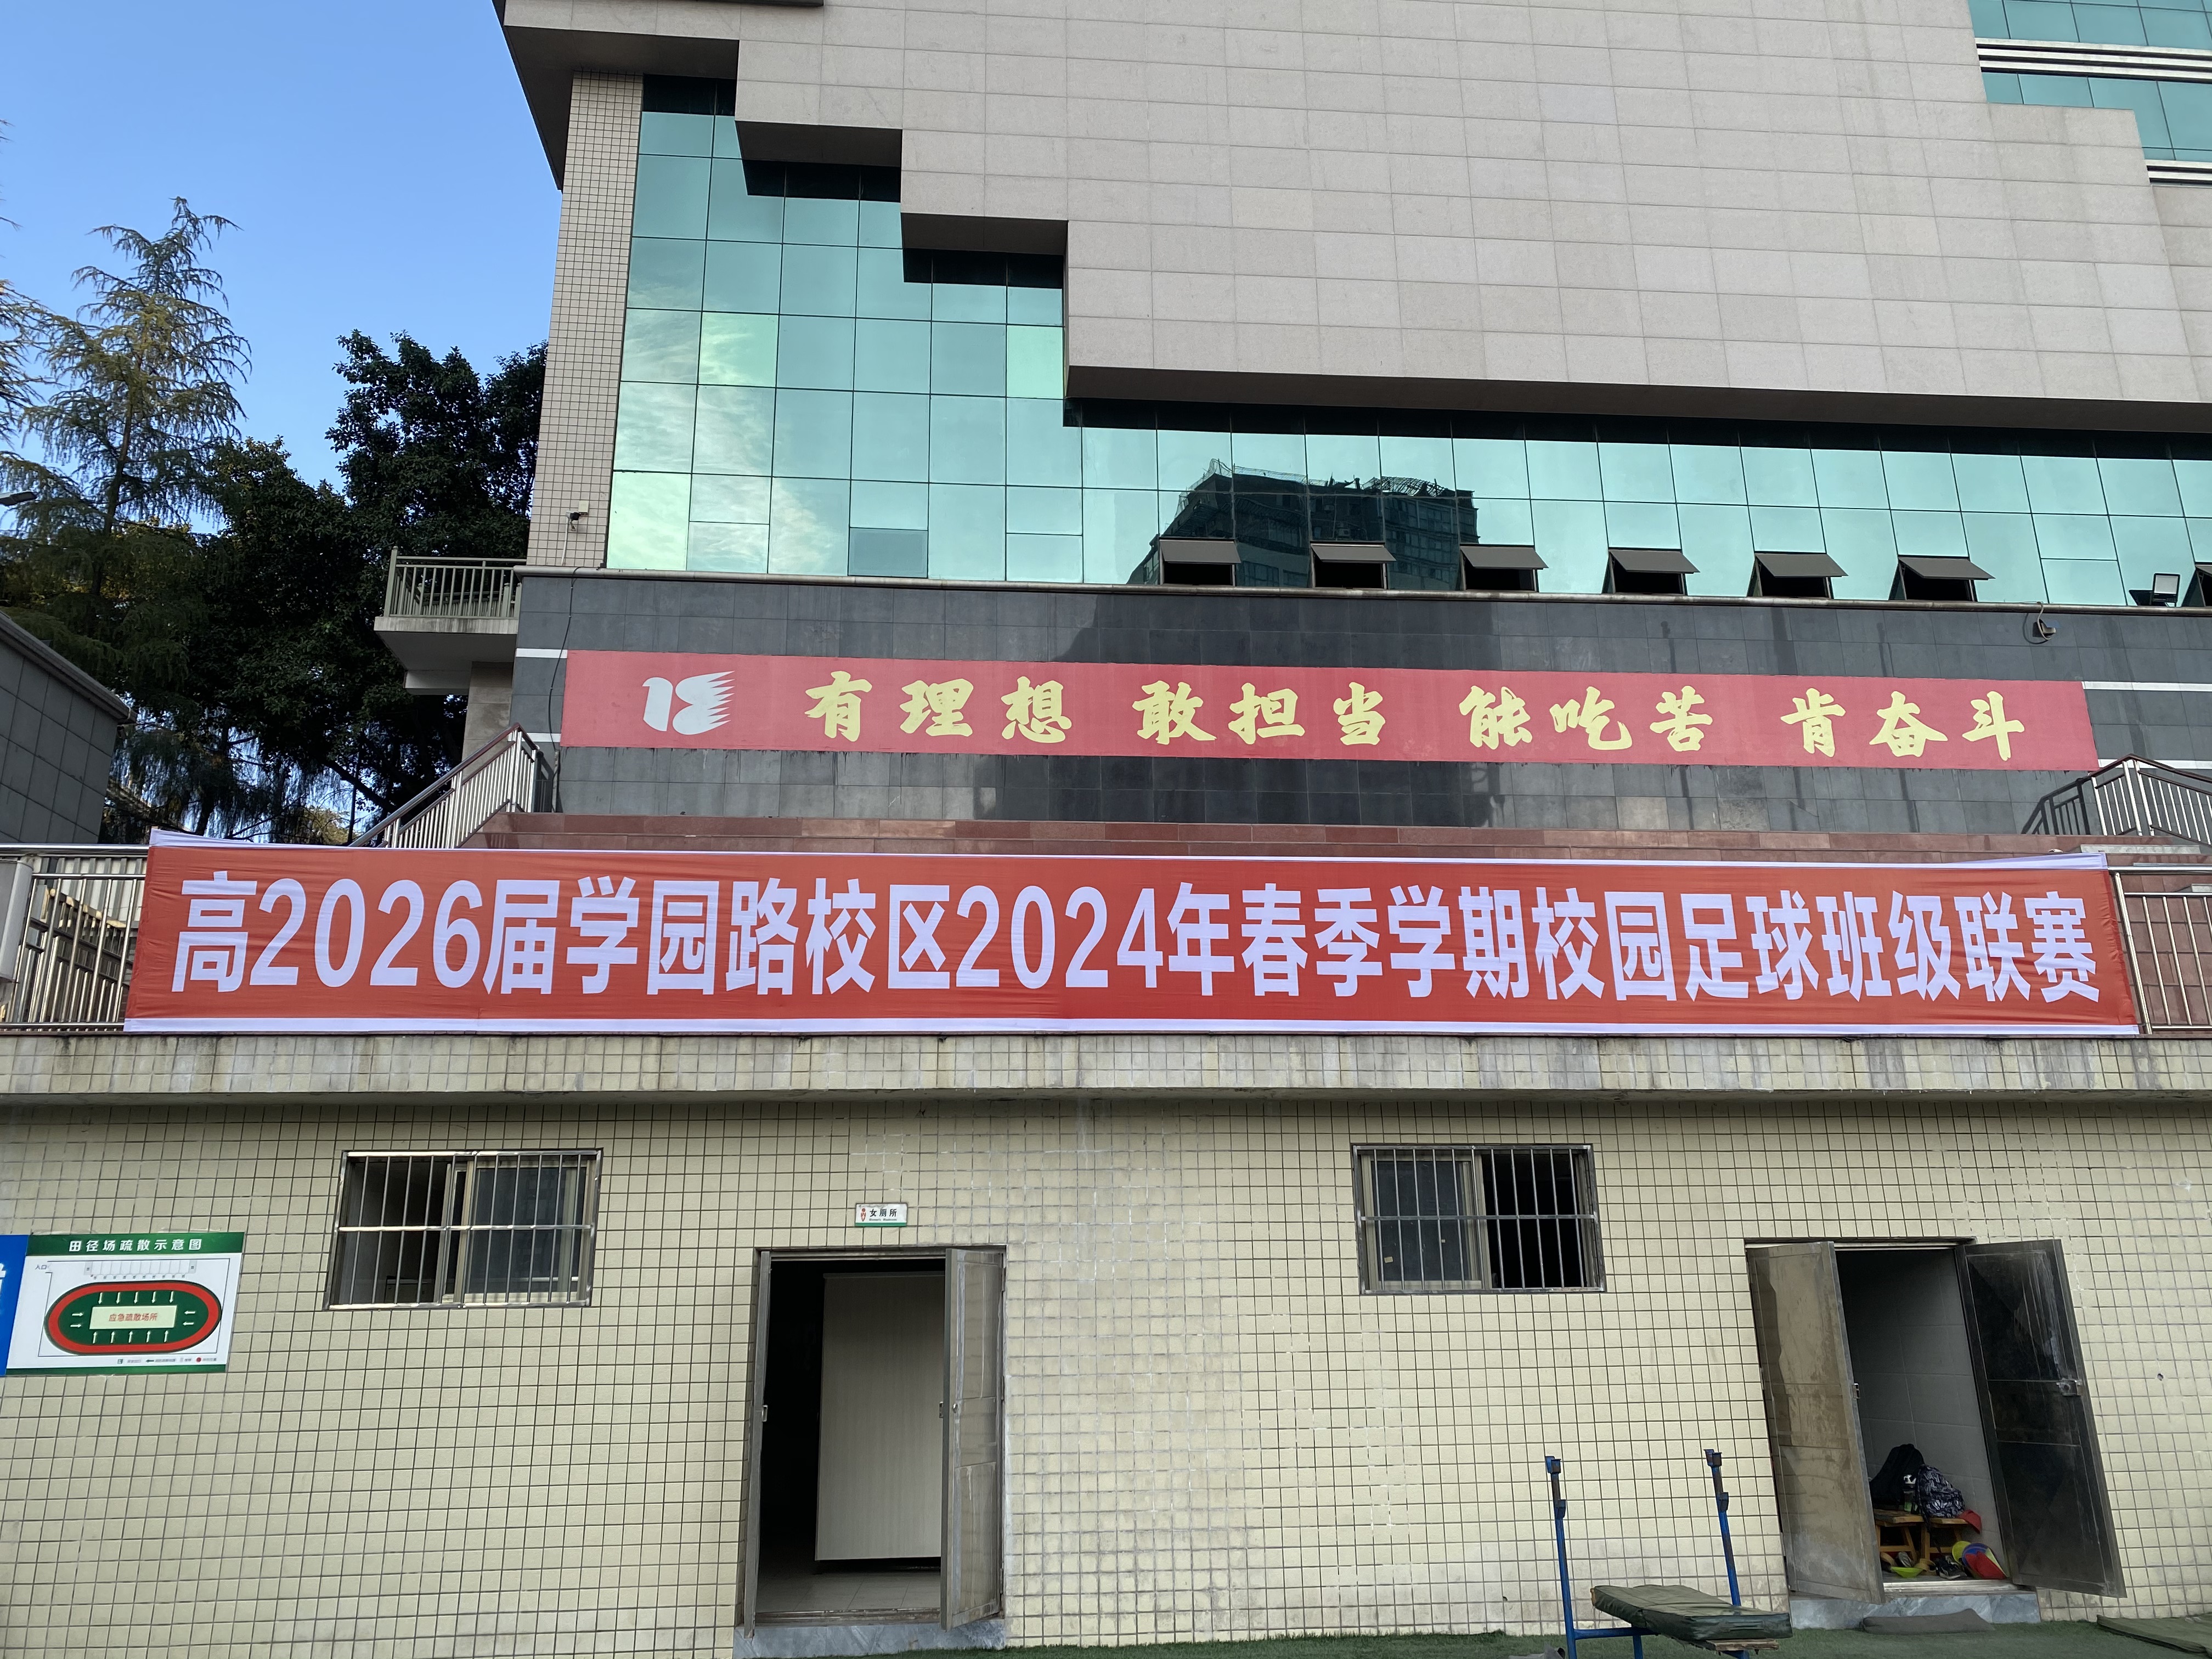 18 有理想 敢担当 能吃苦 肯奋斗
高2026届学园路校区2024年春季学期校园足球班级联赛
女厕所
田径场疏散示意图
入口
应急疏散场所